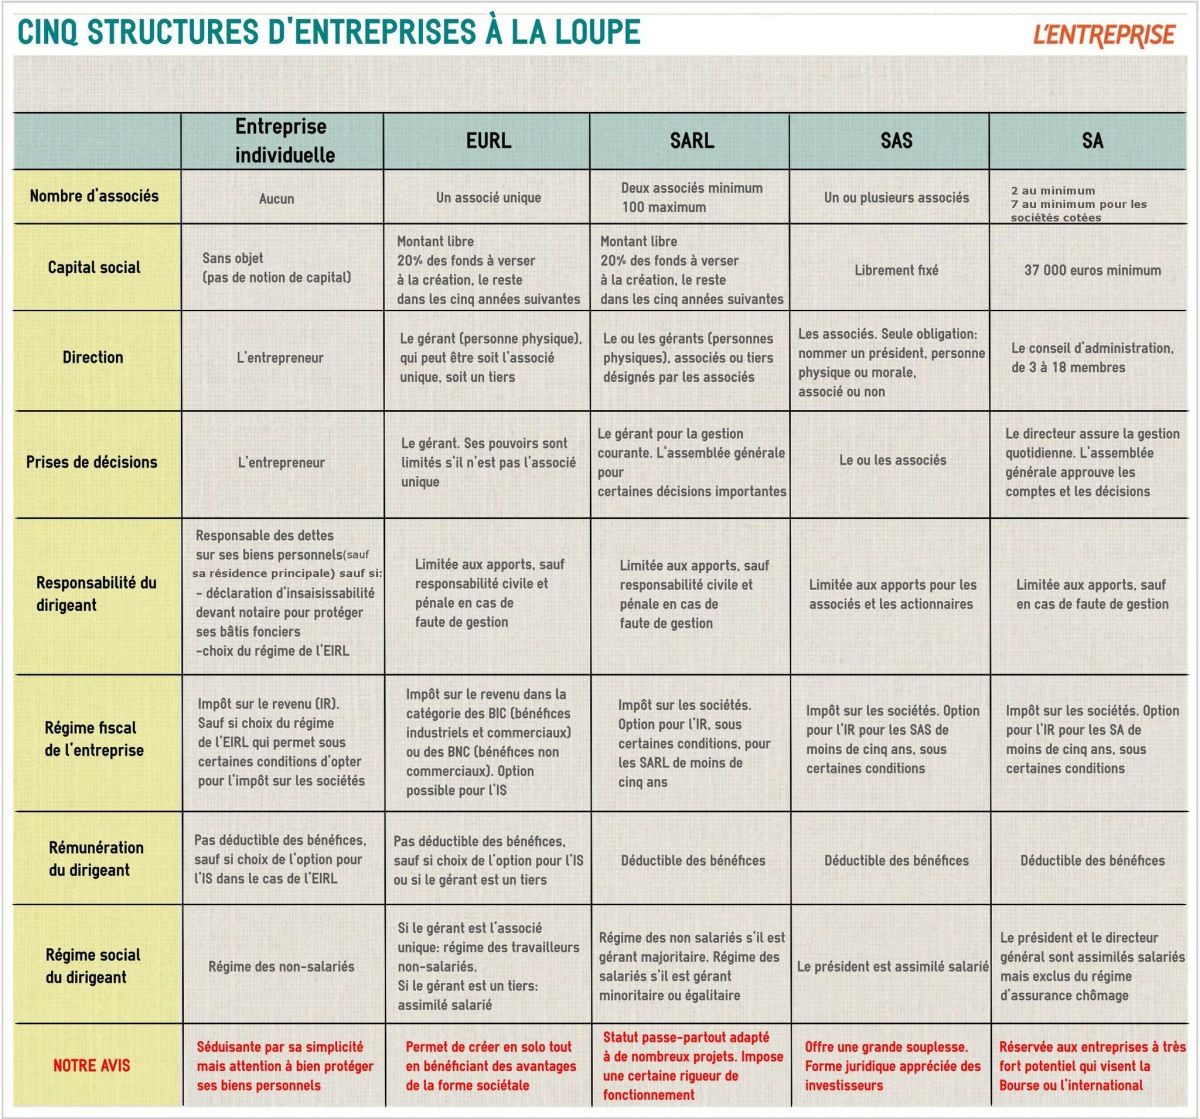 CINQ STRUCTURES D'ENTREPRISES À LA LOUPE
L'ENTREPRISE
Entreprise
individuelle
EURL
SARL
SAS
SA
Nombre d'associés
Aucun
Un associé unique
Deux associés minimum
100 maximum
Un ou plusieurs associés
2 au minimum
7 au minimum pour les
sociétés cotées
Capital social
Sans objet
(pas de notion de capital)
Montant libre
20% des fonds à verser
à la création, le reste
dans les cinq années suivantes
Montant libre
20% des fonds à verser
à la création, le reste
dans les cinq années suivantes
Librement fixé
37 000 euros minimum
Direction
L'entrepreneur
Le gérant (personne physique),
qui peut être soit l'associé
unique, soit un tiers
Le ou les gérants (personnes
physiques), associés ou tiers
désignés par les associés
Les associés. Seule obligation:
nommer un président, personne
physique ou morale,
associé ou non
Le conseil d'administration,
de 3 à 18 membres
Prises de décisions
L'entrepreneur
Le gérant. Ses pouvoirs sont
limités s'il n'est pas l'associé
unique
Le gérant pour la gestion
courante. L'assemblée générale
pour
certaines décisions importantes
Le ou les associés
Le directeur assure la gestion
quotidienne. L'assemblée
générale approuve les
comptes et les décisions
Responsabilité du
dirigeant
Responsable des dettes
sur ses biens personnels(sauf
sa résidence principale) sauf si:
- déclaration d'insaisissabilité
devant notaire pour protéger
ses bâtis fonciers
-choix du régime de l'EIRL
Limitée aux apports, sauf
responsabilité civile et
pénale en cas de
faute de gestion
Limitée aux apports, sauf
responsabilité civile et
pénale en cas de
faute de gestion
Limitée aux apports pour les
associés et les actionnaires
Limitée aux apports, sauf
en cas de faute de gestion
Régime fiscal
de l'entreprise
Impôt sur le revenu (IR).
Sauf si choix du régime
de l'EIRL qui permet sous
certaines conditions d'opter
pour l'impôt sur les sociétés
Impôt sur le revenu dans la
catégorie des BIC (bénéfices
industriels et commerciaux)
ou des BNC (bénéfices non
commerciaux). Option
possible pour l'IS
Impôt sur les sociétés.
Option pour l'IR, sous
certaines conditions, pour
les SARL de moins de
cinq ans
Impôt sur les sociétés. Option
pour l'IR pour les SAS de
moins de cinq ans, sous
certaines conditions
Impôt sur les sociétés. Option
pour l'IR pour les SA de
moins de cinq ans, sous
certaines conditions
Rémunération
du dirigeant
Pas déductible des bénéfices,
sauf si choix de l'option pour
l'IS dans le cas de l'EIRL
Pas déductible des bénéfices,
sauf si choix de l'option pour l'IS
ou si le gérant est un tiers
Déductible des bénéfices
Déductible des bénéfices
Déductible des bénéfices
Régime social
du dirigeant
Régime des non-salariés
Si le gérant est l'associé
unique: régime des travailleurs
non-salariés.
Si le gérant est un tiers:
assimilé salarié
Régime des non salariés s'il est
gérant majoritaire. Régime des
salariés s'il est gérant
minoritaire ou égalitaire
Le président est assimilé salarié
Le président et le directeur
général sont assimilés salariés
mais exclus du régime
d'assurance chômage
NOTRE AVIS
Séduisante par sa simplicité
mais attention à bien protéger
ses biens personnels
Permet de créer en solo tout
en bénéficiant des avantages
de la forme sociétale
Statut passe-partout adapté
à de nombreux projets. Impose
une certaine rigueur de
fonctionnement
Offre une grande souplesse.
Forme juridique appréciée des
investisseurs
Réservée aux entreprises à très
fort potentiel qui visent la
Bourse ou l'international